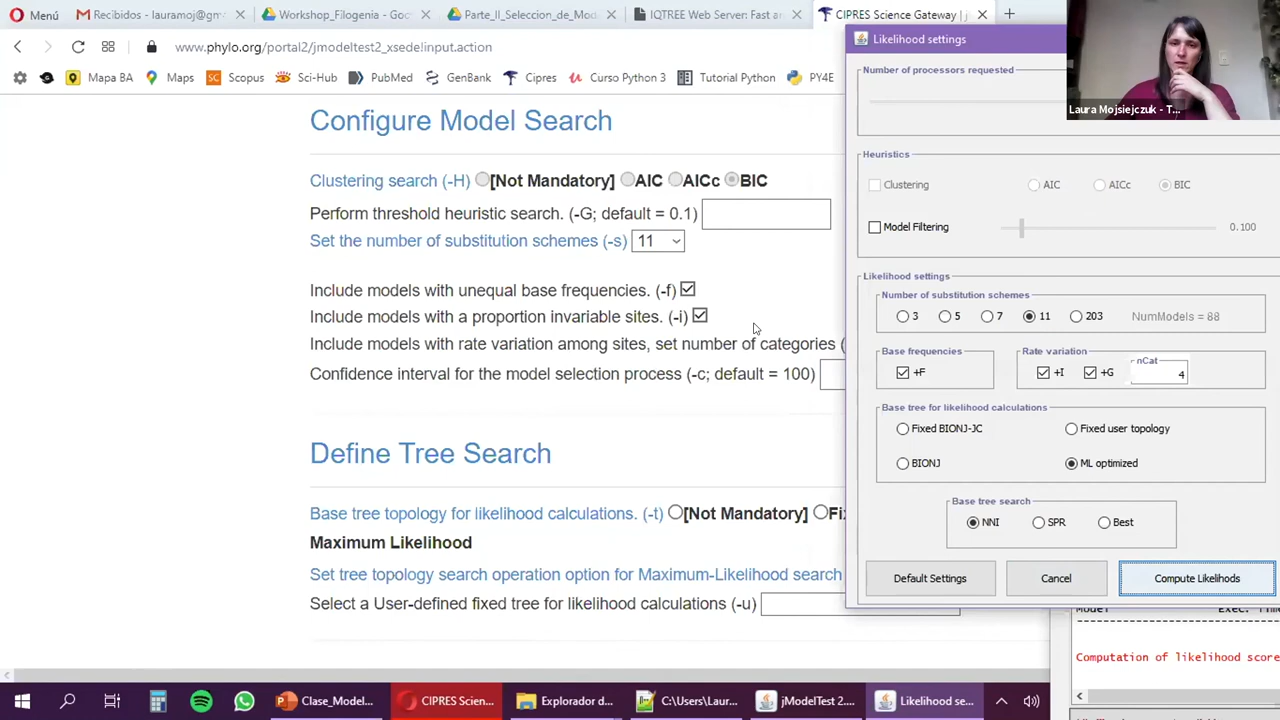 Menú
Recibidos - lauramoj@gm
Workshop_Filogenia - Goo
Parte_II_Seleccion_de_Mod
IQTREE Web Server: Fast an
CIPRES Science Gateway | j
www.phylo.org/portal2/jmodeltest2_xsede!input.action
Mapa BA
Maps
SC Scopus
Sci-Hub
PubMed
GenBank
Cipres
Curso Python 3
Tutorial Python
PY4E
Laura Mojsiejczuk - T...
Configure Model Search
Clustering search (-H) [Not Mandatory] AIC AICc BIC
Perform threshold heuristic search. (-G; default = 0.1)
Set the number of substitution schemes (-s) 11
Include models with unequal base frequencies. (-f)
Include models with a proportion invariable sites. (-i)
Include models with rate variation among sites, set number of categories (
Confidence interval for the model selection process (-c; default = 100)
Define Tree Search
Base tree topology for likelihood calculations. (-t) [Not Mandatory] Fi
Maximum Likelihood
Set tree topology search operation option for Maximum-Likelihood search
Select a User-defined fixed tree for likelihood calculations (-u)
Likelihood settings
Number of processors requested
Heuristics
Clustering AIC AICc BIC
Model Filtering 0.100
Likelihood settings
Number of substitution schemes
3 5 7 11 203 NumModels = 88
Base frequencies
+F
Rate variation
+I +G
nCat
4
Base tree for likelihood calculations
Fixed BIONJ-JC Fixed user topology
BIONJ ML optimized
Base tree search
NNI SPR Best
Default Settings Cancel Compute Likelihods
Computation of likelihood score
Clase_Model...
CIPRES Scien...
Explorador d...
C:\Users\Laur...
jModelTest 2....
Likelihood se...